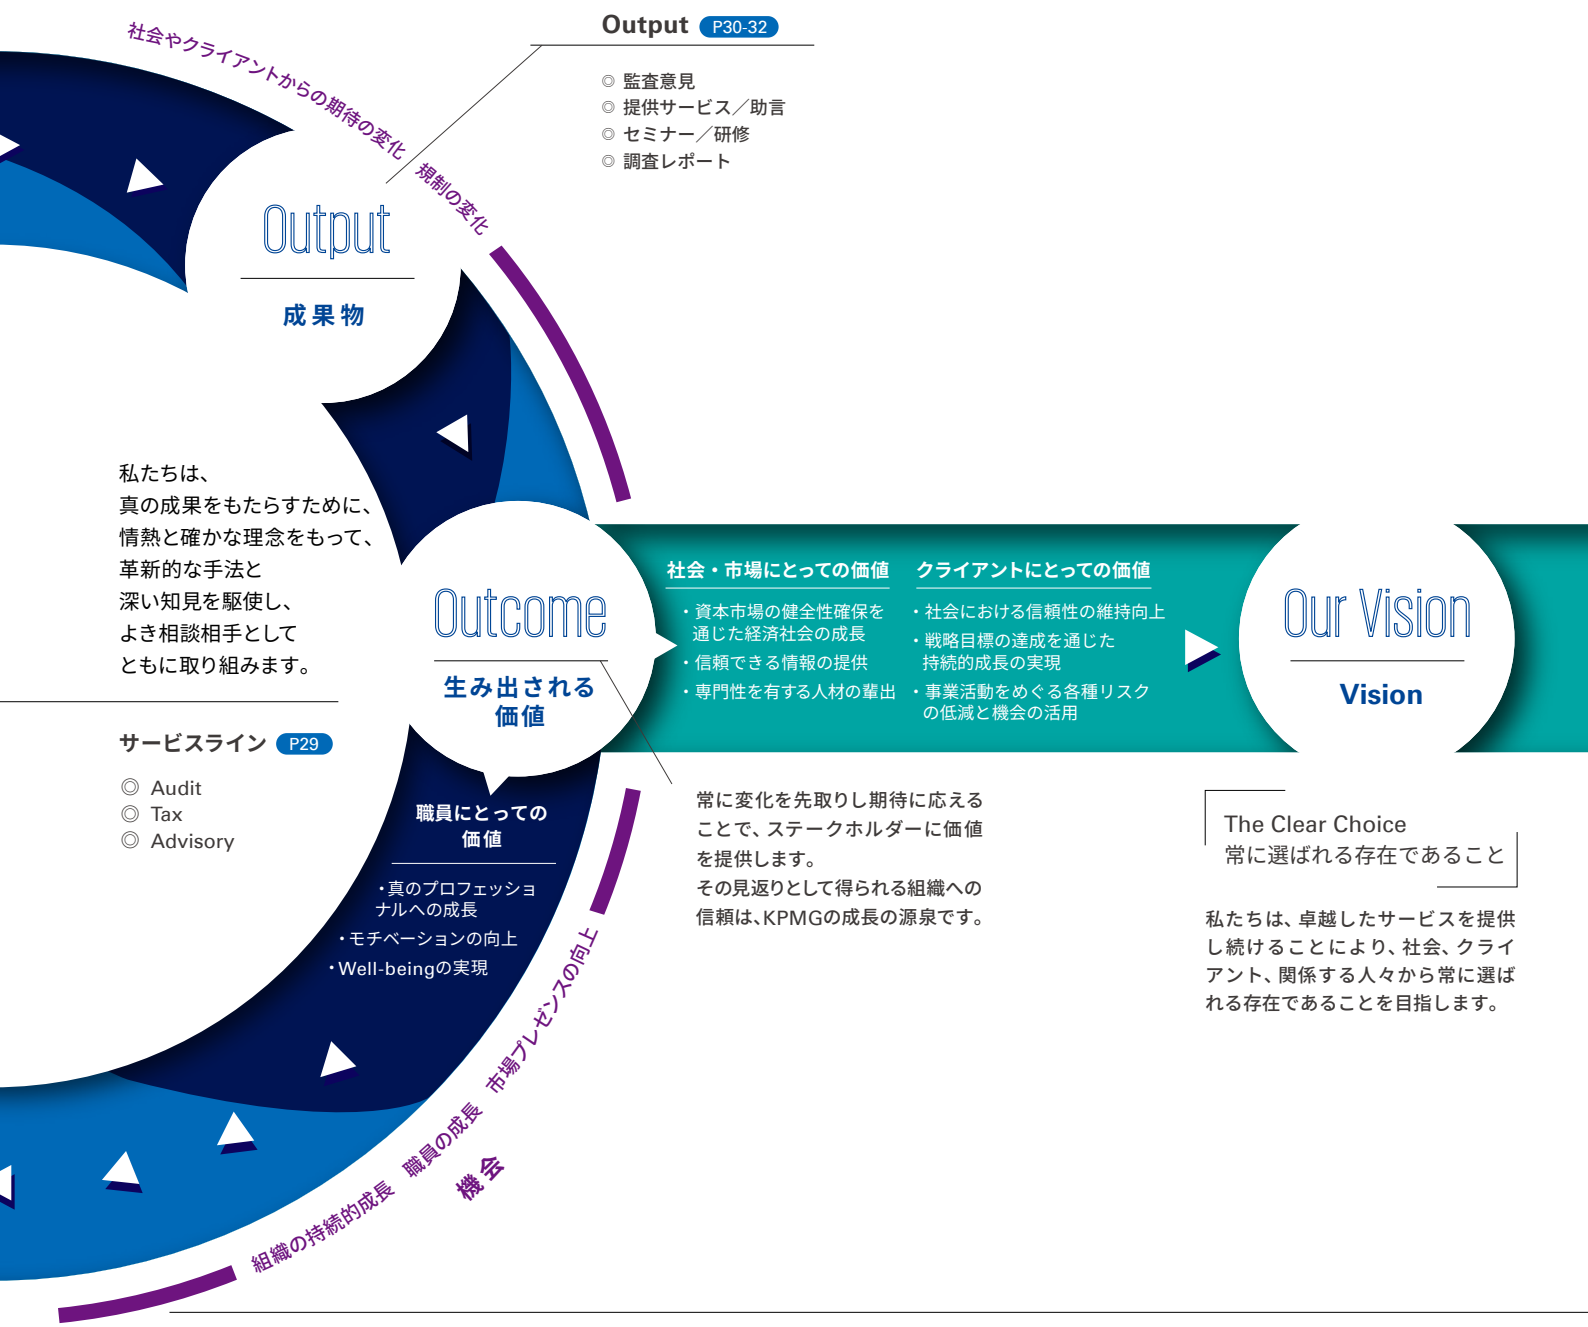 社会やクライアントからの期待の変化　規制の変化
Output P30-32
◎ 監査意見
◎ 提供サービス／助言
◎ セミナー／研修
◎ 調査レポート
Output
成果物
私たちは、
真の成果をもたらすために、
情熱と確かな理念をもって、
革新的な手法と
深い知見を駆使し、
よき相談相手として
ともに取り組みます。
サービスライン P29
◎ Audit
◎ Tax
◎ Advisory
Outcome
生み出される
価値
社会・市場にとっての価値
・資本市場の健全性確保を
通じた経済社会の成長
・信頼できる情報の提供
・専門性を有する人材の輩出
クライアントにとっての価値
・社会における信頼性の維持向上
・戦略目標の達成を通じた
持続的成長の実現
・事業活動をめぐる各種リスク
の低減と機会の活用
職員にとっての
価値
・真のプロフェッショ
ナルへの成長
・モチベーションの向上
・Well-beingの実現
常に変化を先取りし期待に応える
ことで、ステークホルダーに価値
を提供します。
その見返りとして得られる組織への
信頼は、KPMGの成長の源泉です。
Our Vision
Vision
The Clear Choice
常に選ばれる存在であること
私たちは、卓越したサービスを提供
し続けることにより、社会、クライ
アント、関係する人々から常に選ば
れる存在であることを目指します。
組織の持続的成長　職員の成長　市場プレゼンスの向上
機会